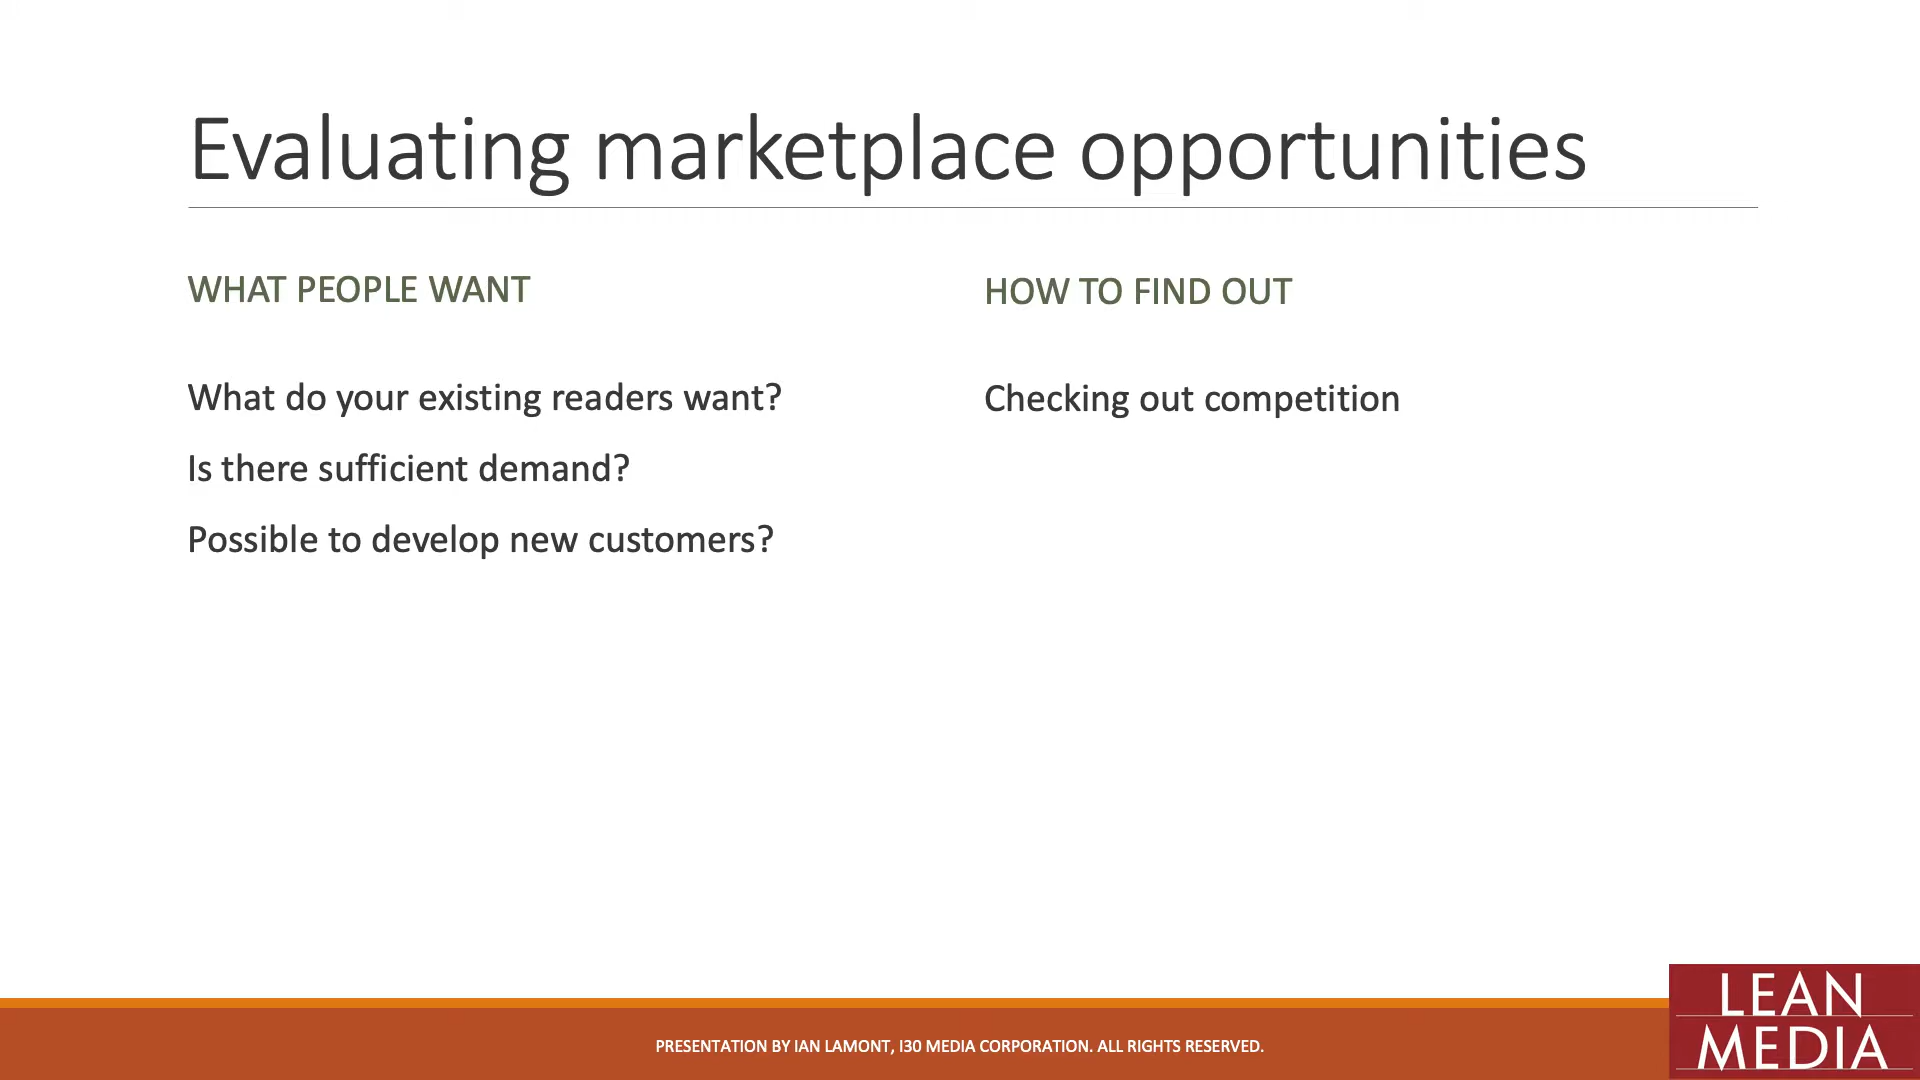 Evaluating marketplace opportunities
WHAT PEOPLE WANT
What do your existing readers want?
Is there sufficient demand?
Possible to develop new customers?
HOW TO FIND OUT
Checking out competition
PRESENTATION BY IAN LAMONT, I30 MEDIA CORPORATION. ALL RIGHTS RESERVED.
LEAN
MEDIA